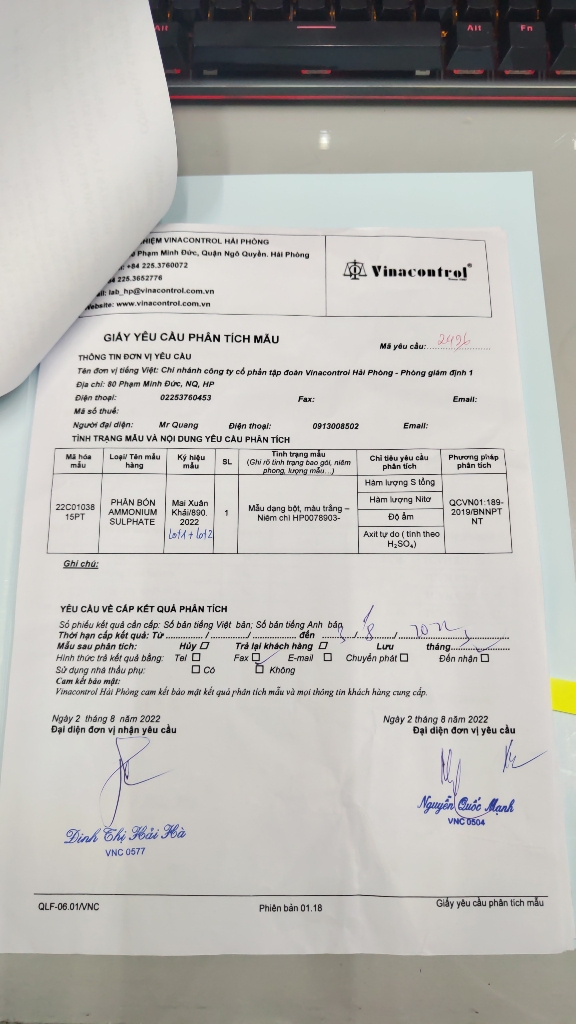 Alt
Alt
Fn
HIỆM VINACONTROL HẢI PHÒNG
Phạm Minh Đức, Quận Ngô Quyền. Hải Phòng
+84 225.3760072
225.3652776
lab_hp@vinacontrol.com.vn
Website: www.vinacontrol.com.vn
Vinacontrol®
GIẤY YÊU CẦU PHÂN TÍCH MẪU
Mã yêu cầu: 2496
THÔNG TIN ĐƠN VỊ YÊU CẦU
Tên đơn vị tiếng Việt: Chi nhánh công ty cổ phần tập đoàn Vinacontrol Hải Phòng - Phòng giám định 1
Địa chỉ: 80 Phạm Minh Đức, NQ, HP
Điện thoại: 02253760453 Fax: Email:
Mã số thuế:
Người đại diện: Mr Quang Điện thoại: 0913008502 Email:
TÌNH TRẠNG MẪU VÀ NỘI DUNG YÊU CẦU PHÂN TÍCH
Mã hóa mẫu
Loại/ Tên mẫu hàng
Ký hiệu mẫu
SL
Tình trạng mẫu
(Ghi rõ tình trạng bao gói, niêm phong, lượng mẫu...)
Chỉ tiêu yêu cầu phân tích
Phương pháp phân tích
22C01038
15PT
PHÂN BÓN
AMMONIUM
SULPHATE
Mai Xuân
Khải/890.
2022
Lot1 + Lot2
1
Mẫu dạng bột, màu trắng –
Niêm chì HP0078903-
Hàm lượng S tổng
Hàm lượng Nitơ
Độ ẩm
Axit tự do ( tính theo
H₂SO₄)
QCVN01:189-
2019/BNNPT
NT
Ghi chú:
YÊU CẦU VỀ CẤP KẾT QUẢ PHÂN TÍCH
Số phiếu kết quả cần cấp: Số bản tiếng Việt bản; Số bản tiếng Anh bản
Thời hạn cấp kết quả: Từ ............ / ............ / ............ đến 3 / 8 / 2022
Mẫu sau phân tích: Hủy Trả lại khách hàng Lưu tháng
Hình thức trả kết quả bằng: Tel Fax E-mail Chuyển phát Đến nhận
Sử dụng nhà thầu phụ: Có Không
Cam kết bảo mật:
Vinacontrol Hải Phòng cam kết bảo mật kết quả phân tích mẫu và mọi thông tin khách hàng cung cấp.
Ngày 2 tháng 8 năm 2022
Đại diện đơn vị nhận yêu cầu
Ngày 2 tháng 8 năm 2022
Đại diện đơn vị yêu cầu
Đinh Thị Hải Hà
VNC 0577
Nguyễn Quốc Mạnh
VNC 0504
QLF-06.01/VNC
Phiên bản 01.18
Giấy yêu cầu phân tích mẫu